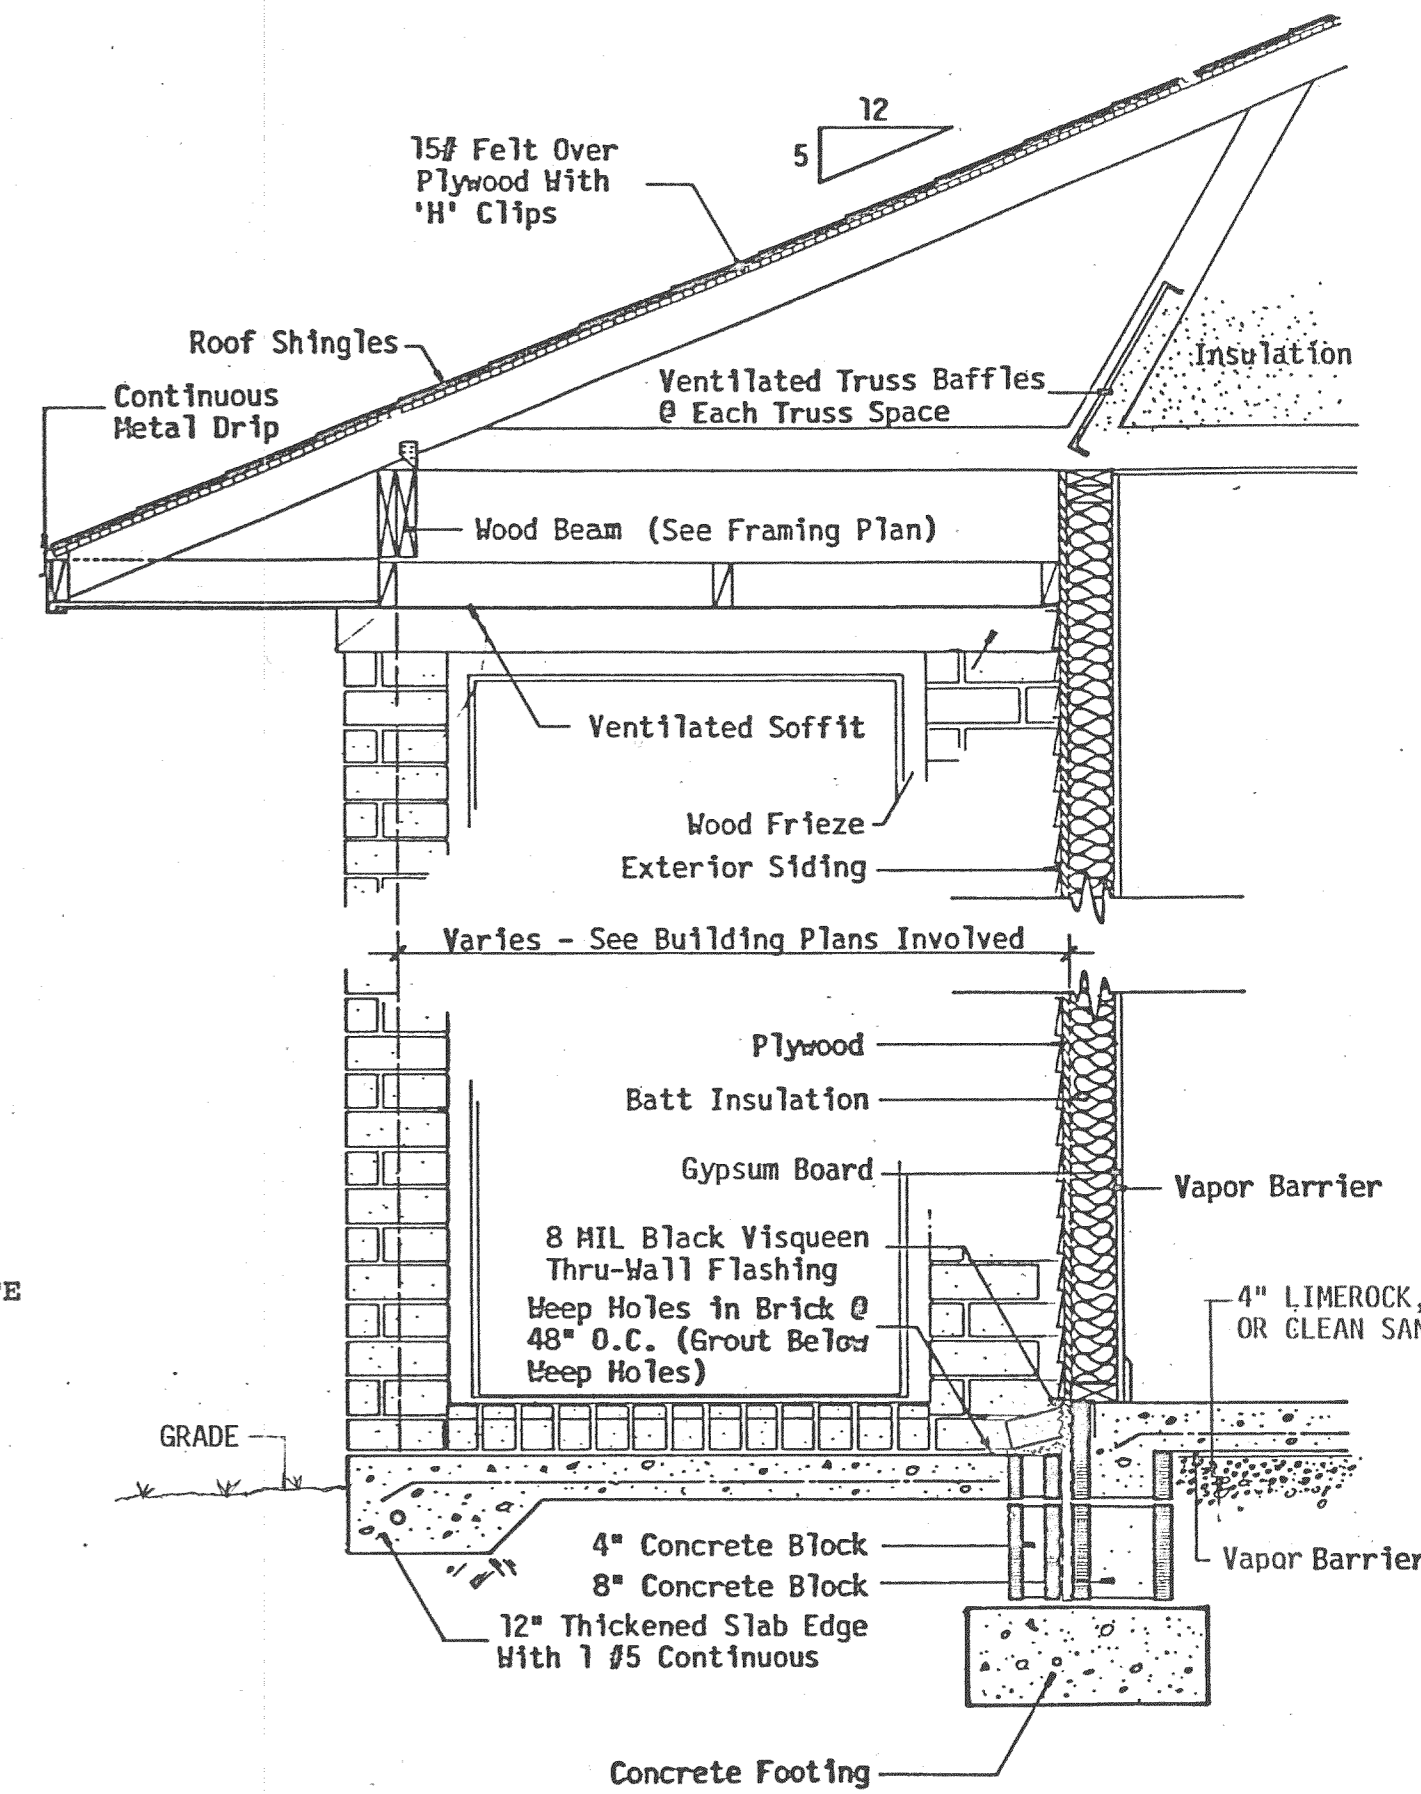 12
5
15# Felt Over
Plywood With
'H' Clips
Roof Shingles
Insulation
Continuous
Metal Drip
Ventilated Truss Baffles
@ Each Truss Space
Wood Beam (See Framing Plan)
Ventilated Soffit
Wood Frieze
Exterior Siding
Varies - See Building Plans Involved
Plywood
Batt Insulation
Gypsum Board
Vapor Barrier
8 MIL Black Visqueen
Thru-Wall Flashing
Weep Holes in Brick @
48" O.C. (Grout Below
Weep Holes)
4" LIMEROCK,
OR CLEAN SAN
GRADE
4" Concrete Block
8" Concrete Block
Vapor Barrier
12" Thickened Slab Edge
With 1 #5 Continuous
Concrete Footing